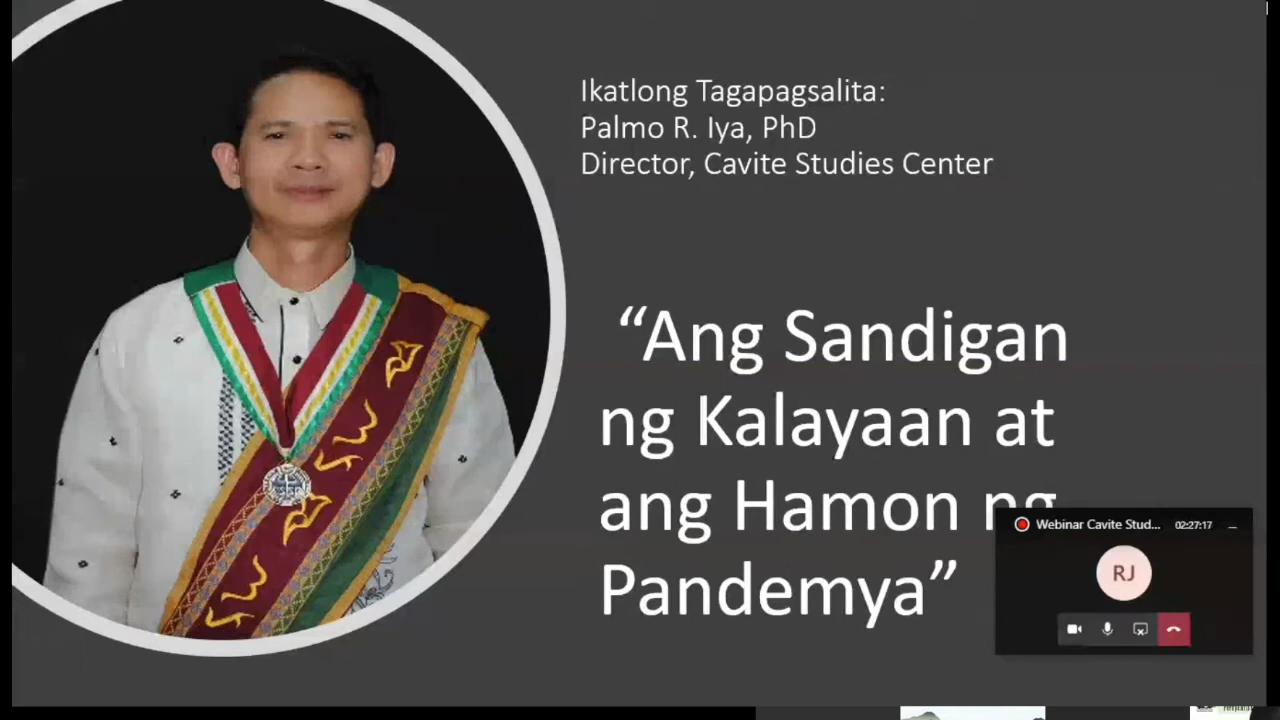 Ikatlong Tagapagsalita:
Palmo R. Iya, PhD
Director, Cavite Studies Center
“Ang Sandigan
ng Kalayaan at
ang Hamon ng
Pandemya”
Webinar Cavite Stud... 02:27:17
RJ